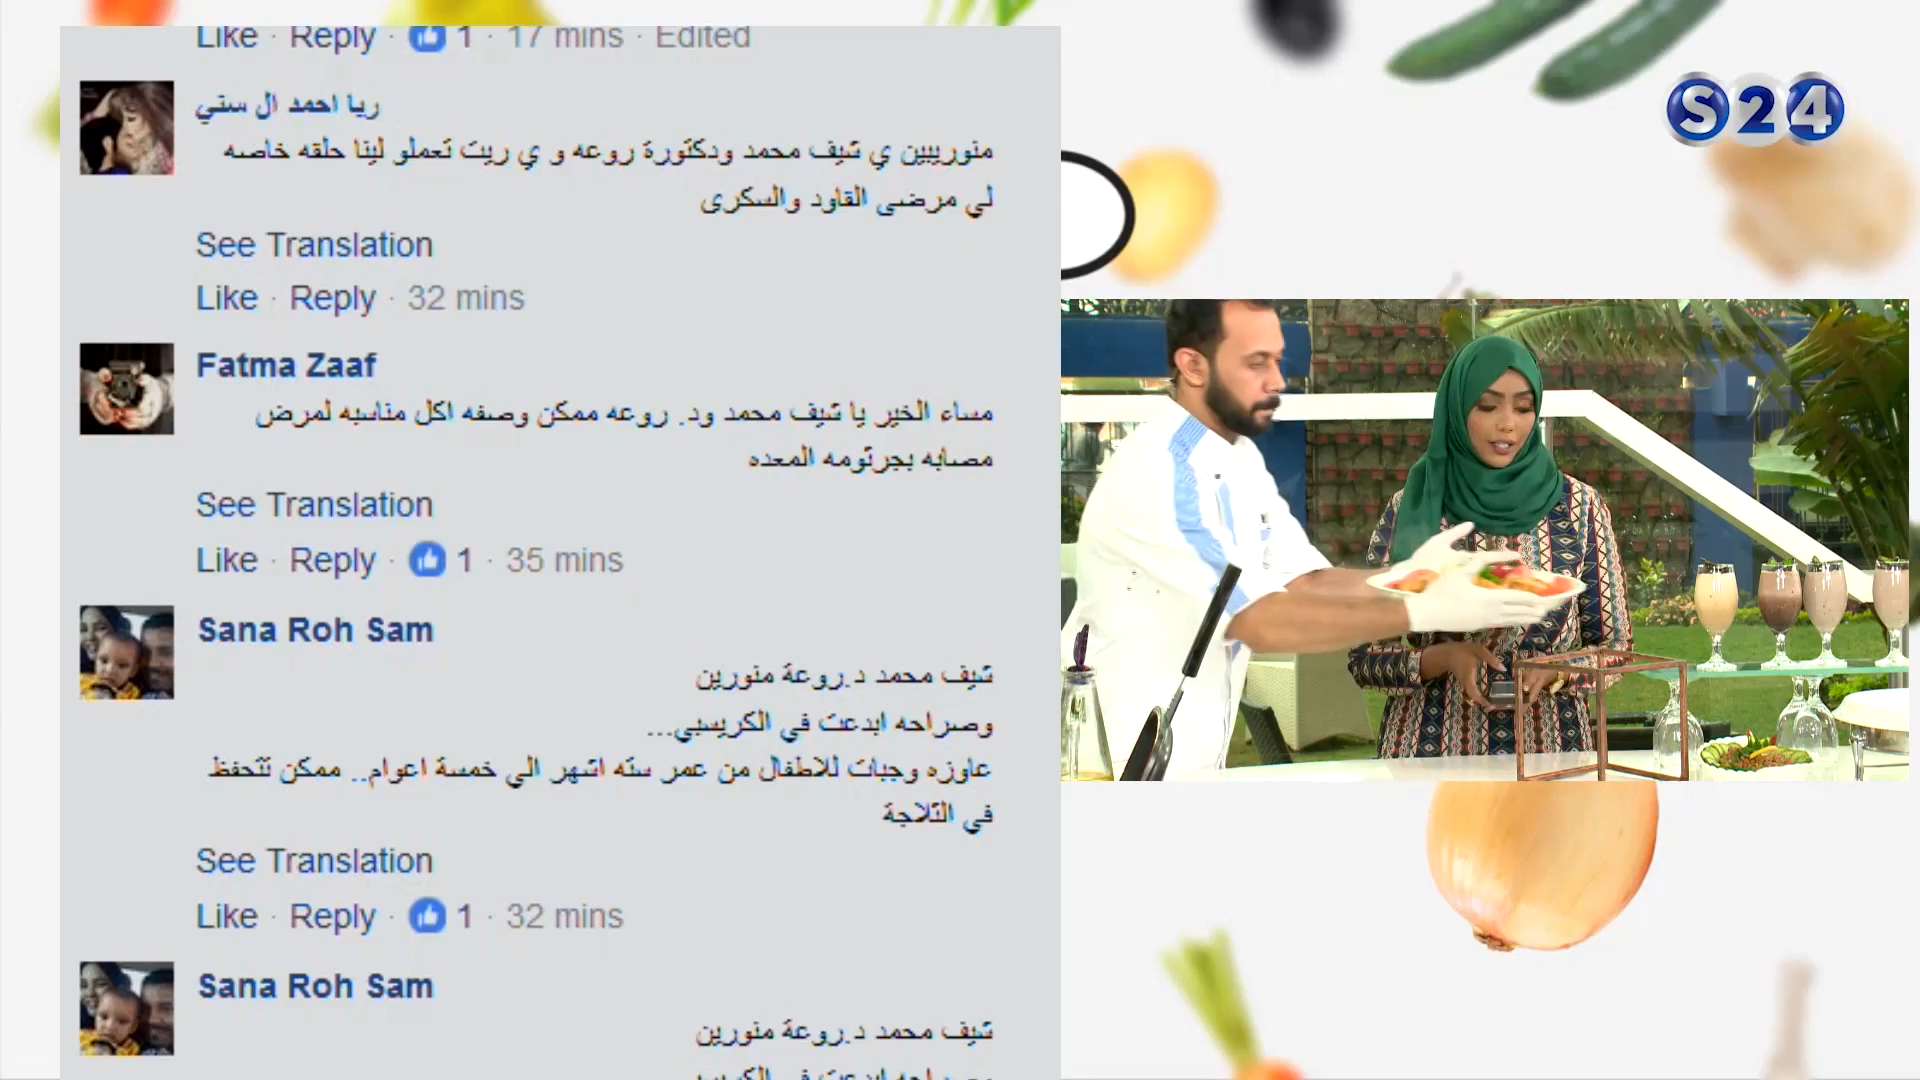 Like · Reply · 1 · 17 mins · Edited
ريا احمد ال سني
منورييين ي شيف محمد ودكتورة روعه و ي ريت تعملو لينا حلقه خاصه
لي مرضى القاود والسكرى
See Translation
Like · Reply · 32 mins
Fatma Zaaf
مساء الخير يا شيف محمد ود. روعه ممكن وصفه اكل مناسبه لمرض
مصابه بجرثومه المعده
See Translation
Like · Reply · 1 · 35 mins
Sana Roh Sam
شيف محمد د.روعة منورين
وصراحه ابدعت في الكريسبي...
عاوزه وجبات للاطفال من عمر سته اشهر الي خمسة اعوام.. ممكن تتحفظ
في الثلاجة
See Translation
Like · Reply · 1 · 32 mins
Sana Roh Sam
شيف محمد د.روعة منورين
S24